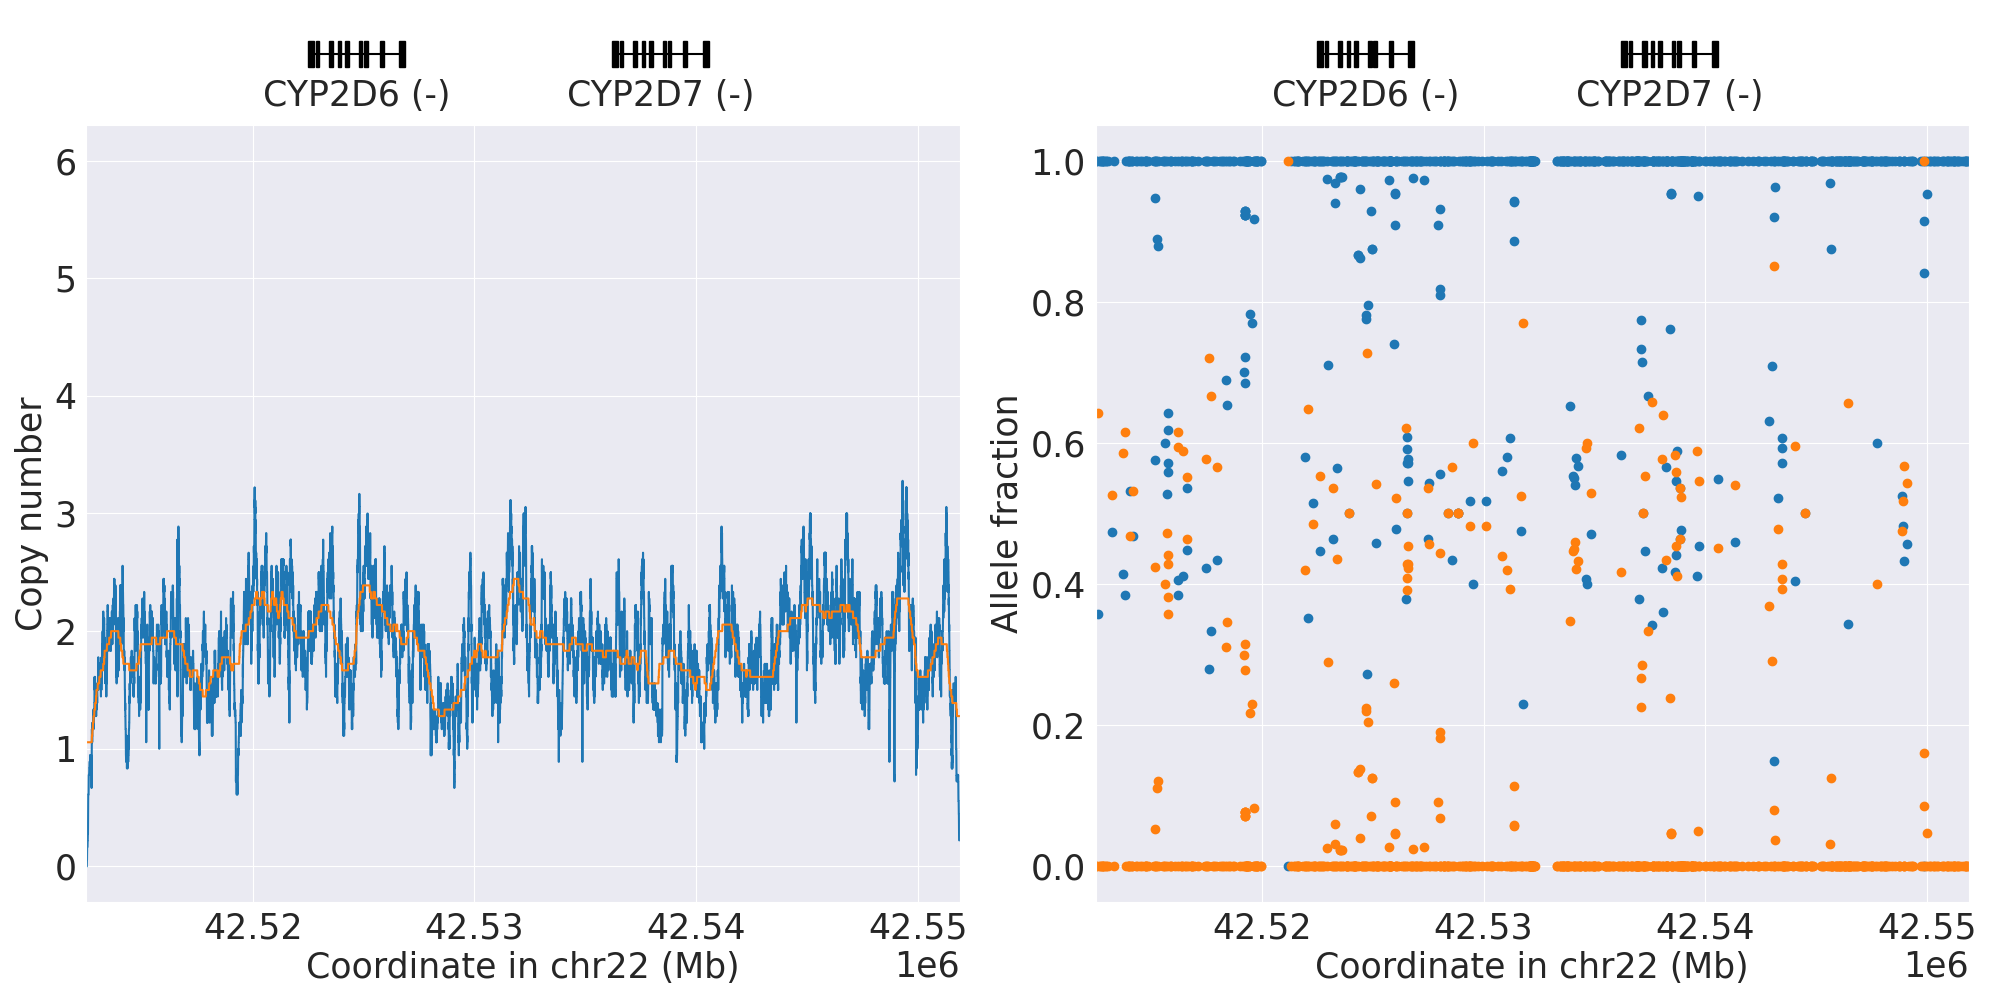 CYP2D6 (-)
CYP2D7 (-)
Copy number
6
5
4
3
2
1
0
42.52
42.53
42.54
42.55
Coordinate in chr22 (Mb)
1e6
CYP2D6 (-)
CYP2D7 (-)
Allele fraction
1.0
0.8
0.6
0.4
0.2
0.0
42.52
42.53
42.54
42.55
Coordinate in chr22 (Mb)
1e6